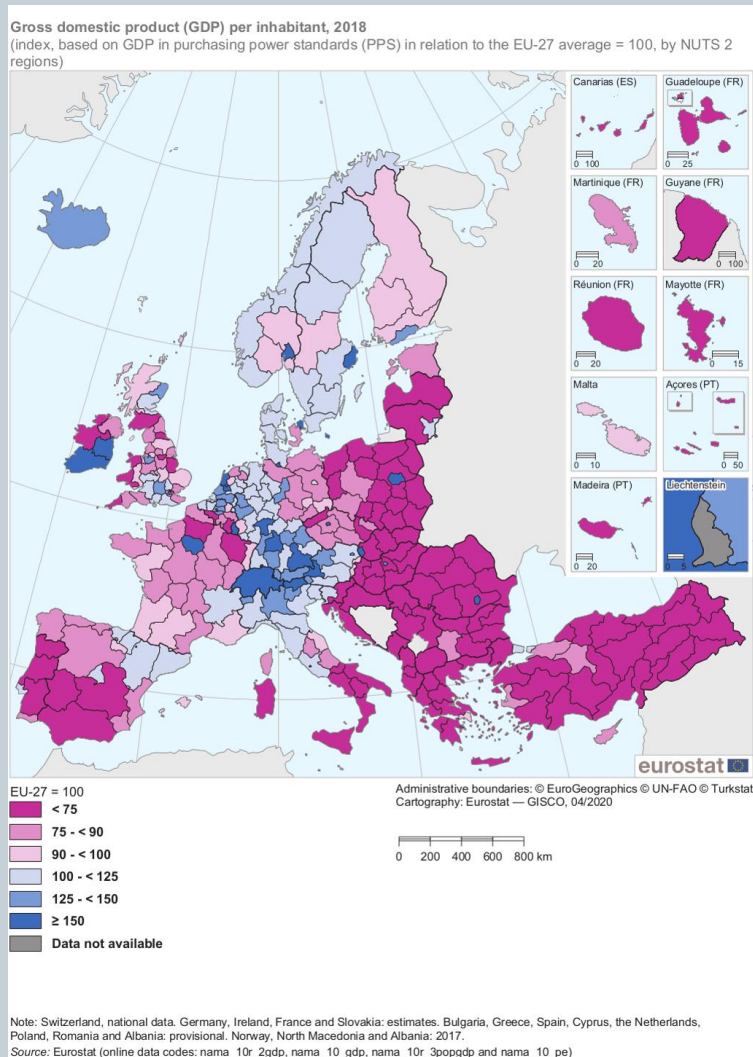 Gross domestic product (GDP) per inhabitant, 2018
(index, based on GDP in purchasing power standards (PPS) in relation to the EU-27 average = 100, by NUTS 2
regions)
Canarias (ES)
0 100
Guadeloupe (FR)
0 25
Martinique (FR)
0 20
Guyane (FR)
0 100
Réunion (FR)
0 20
Mayotte (FR)
0 15
Malta
0 10
Açores (PT)
0 50
Madeira (PT)
0 20
Liechtenstein
0 5
eurostat
EU-27 = 100
< 75
75 - < 90
90 - < 100
100 - < 125
125 - < 150
≥ 150
Data not available
Administrative boundaries: © EuroGeographics © UN-FAO © Turkstat
Cartography: Eurostat — GISCO, 04/2020
0 200 400 600 800 km
Note: Switzerland, national data. Germany, Ireland, France and Slovakia: estimates. Bulgaria, Greece, Spain, Cyprus, the Netherlands,
Poland, Romania and Albania: provisional. Norway, North Macedonia and Albania: 2017.
Source: Eurostat (online data codes: nama_10r_2gdp, nama_10_gdp, nama_10r_3popgdp and nama_10_pe)